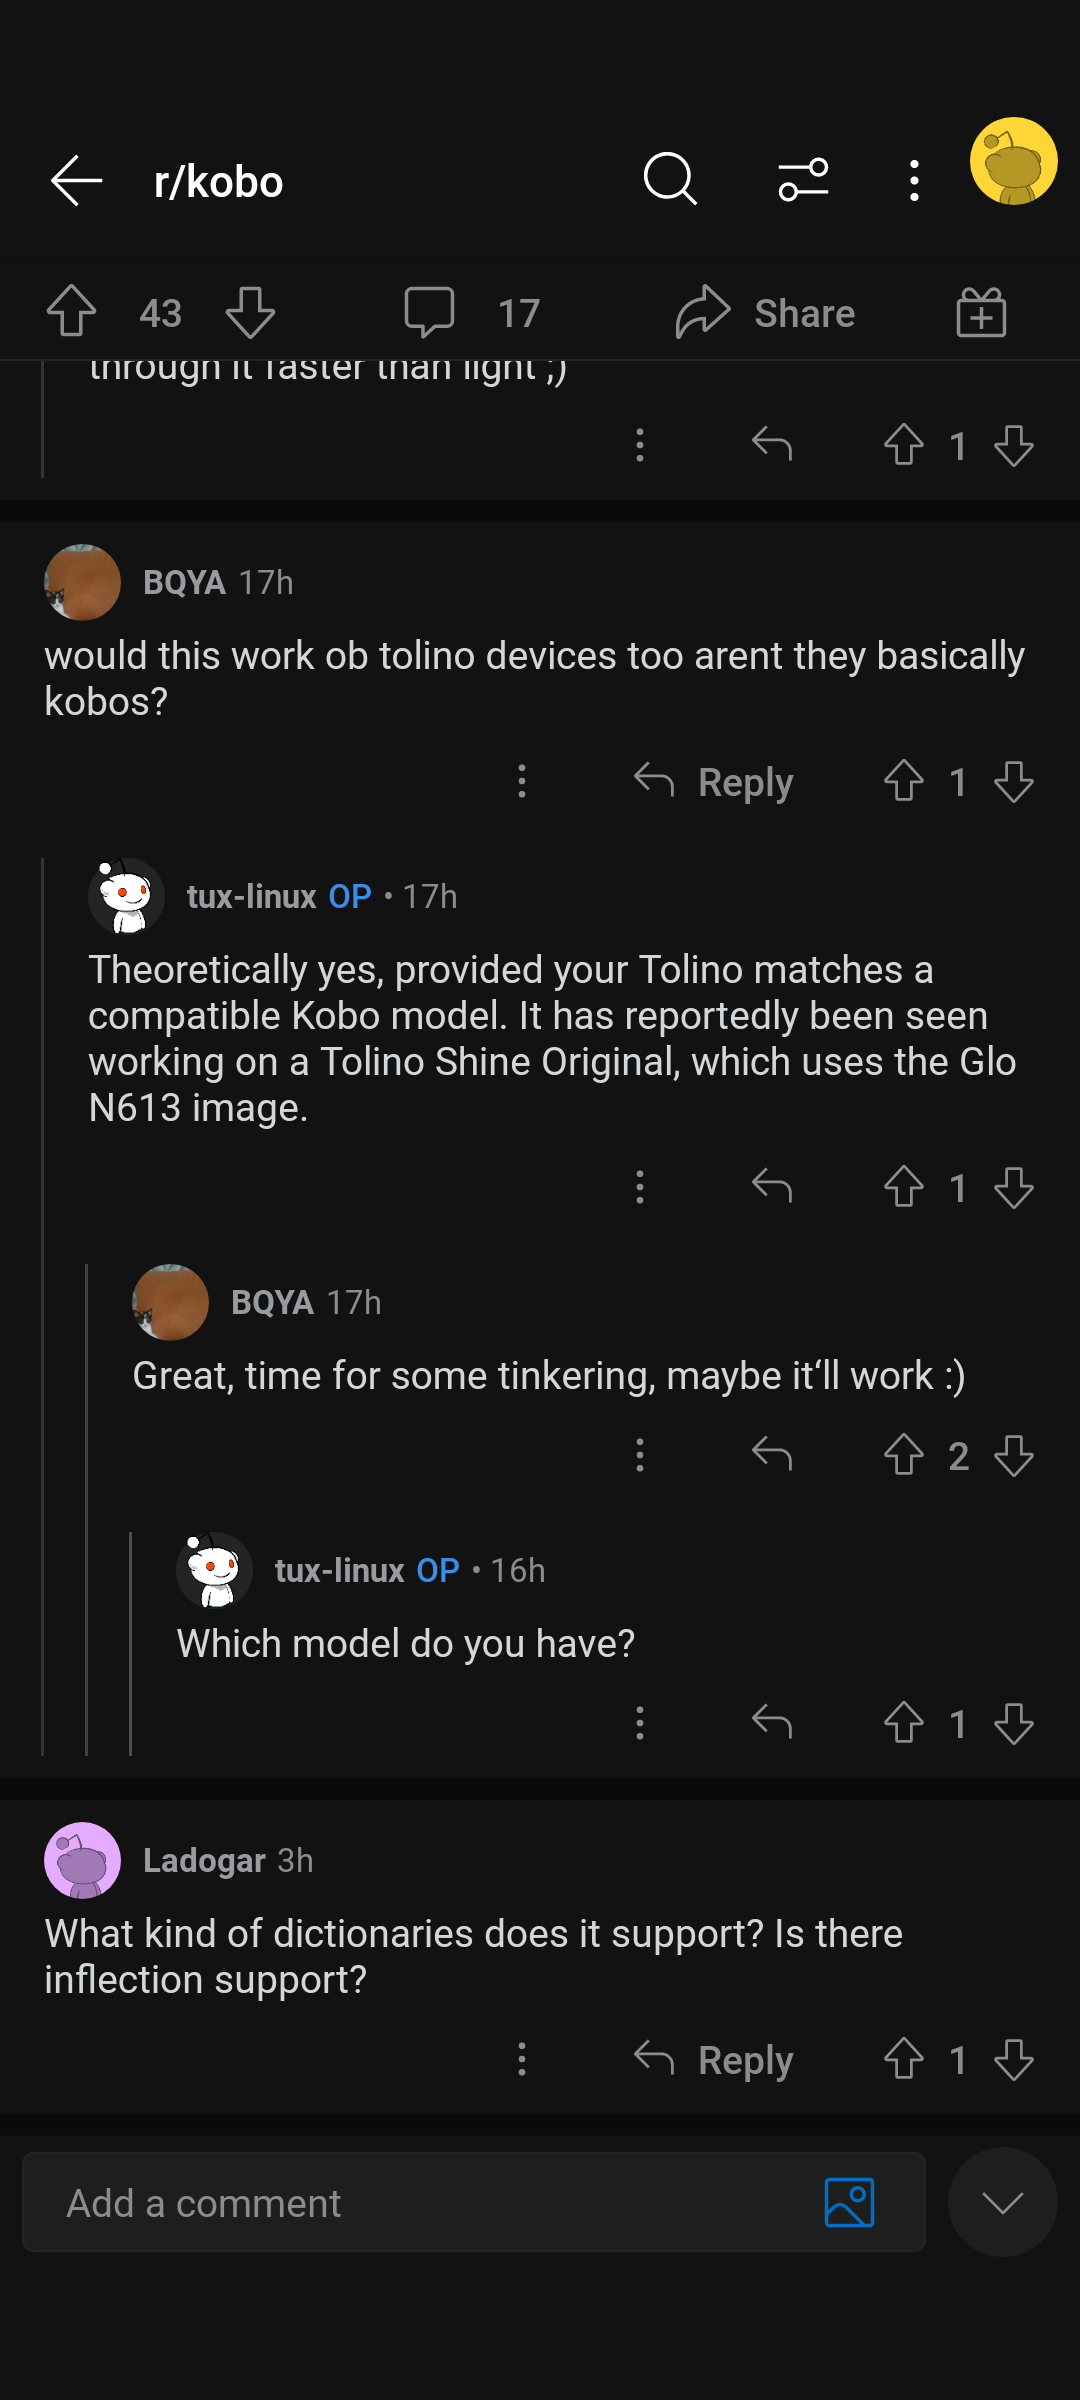 r/kobo
43
17
Share
through it faster than light ;)
1
BQYA 17h
would this work ob tolino devices too arent they basically
kobos?
Reply
1
tux-linux OP • 17h
Theoretically yes, provided your Tolino matches a
compatible Kobo model. It has reportedly been seen
working on a Tolino Shine Original, which uses the Glo
N613 image.
1
BQYA 17h
Great, time for some tinkering, maybe it‘ll work :)
2
tux-linux OP • 16h
Which model do you have?
1
Ladogar 3h
What kind of dictionaries does it support? Is there
inflection support?
Reply
1
Add a comment